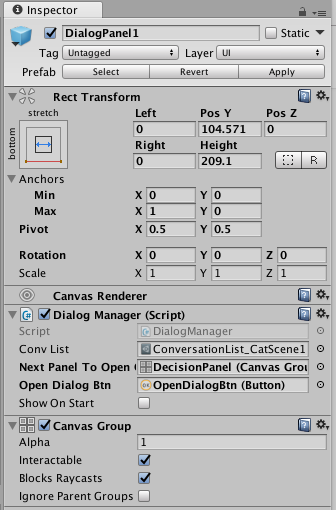 Inspector
DialogPanel1 Static
Tag Untagged Layer UI
Prefab Select Revert Apply
Rect Transform
stretch Left Pos Y Pos Z
bottom 0 104.571 0
Right Height
0 209.1 R
Anchors
Min X 0 Y 0
Max X 1 Y 0
Pivot X 0.5 Y 0.5
Rotation X 0 Y 0 Z 0
Scale X 1 Y 1 Z 1
Canvas Renderer
Dialog Manager (Script)
Script DialogManager
Conv List ConversationList_CatScene1
Next Panel To Open DecisionPanel (Canvas Grou
Open Dialog Btn OpenDialogBtn (Button)
Show On Start
Canvas Group
Alpha 1
Interactable
Blocks Raycasts
Ignore Parent Groups